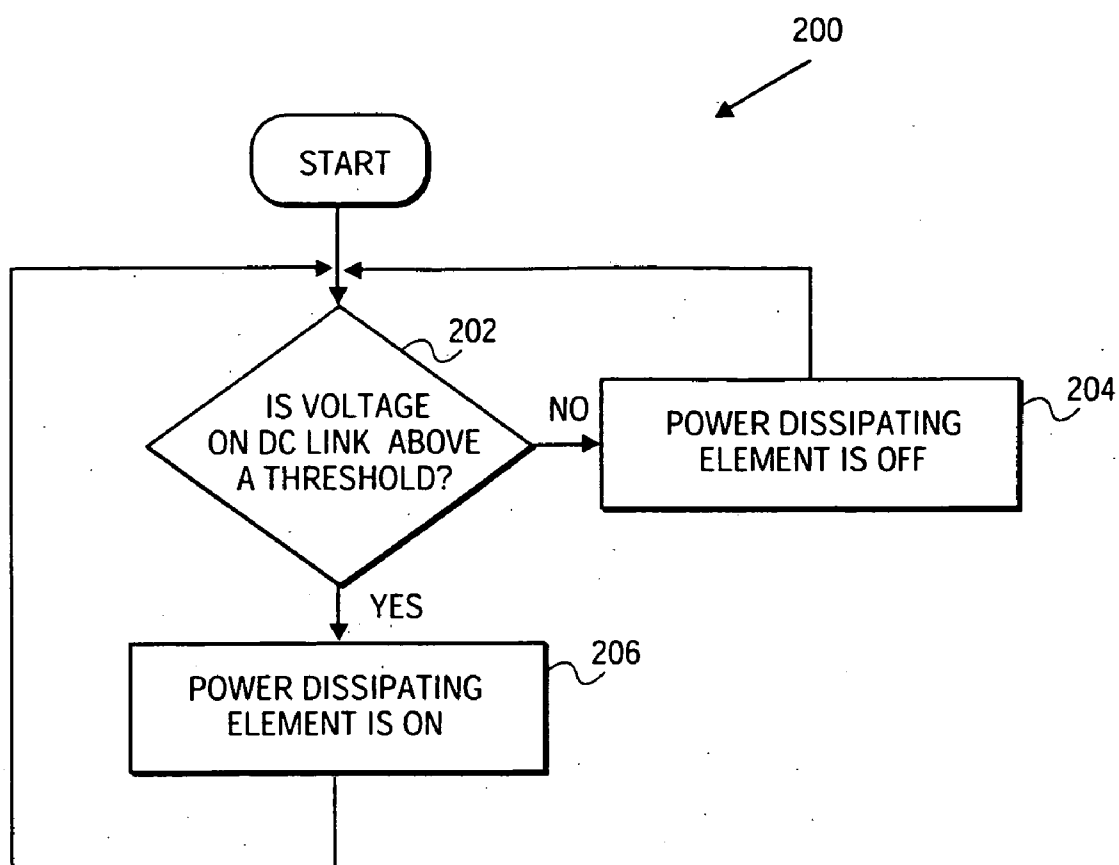 200
START
202
IS VOLTAGE
ON DC LINK ABOVE
A THRESHOLD?
NO
204
POWER DISSIPATING
ELEMENT IS OFF
YES
206
POWER DISSIPATING
ELEMENT IS ON